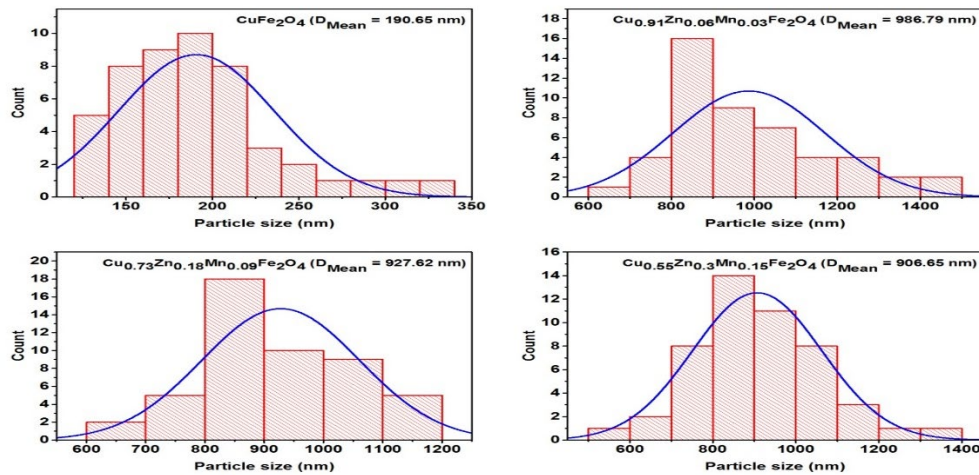 CuFe2O4 (DMean = 190.65 nm)
10
8
6
4
2
0
Count
150 200 250 300 350
Particle size (nm)
Cu0.91Zn0.06Mn0.03Fe2O4 (DMean = 986.79 nm)
16
14
12
10
8
6
4
2
0
Count
600 800 1000 1200 1400
Particle size (nm)
Cu0.73Zn0.18Mn0.09Fe2O4 (DMean = 927.62 nm)
20
18
16
14
12
10
8
6
4
2
0
Count
600 700 800 900 1000 1100 1200
Particle size (nm)
Cu0.55Zn0.3Mn0.15Fe2O4 (DMean = 906.65 nm)
16
14
12
10
8
6
4
2
0
Count
600 800 1000 1200 1400
Particle size (nm)